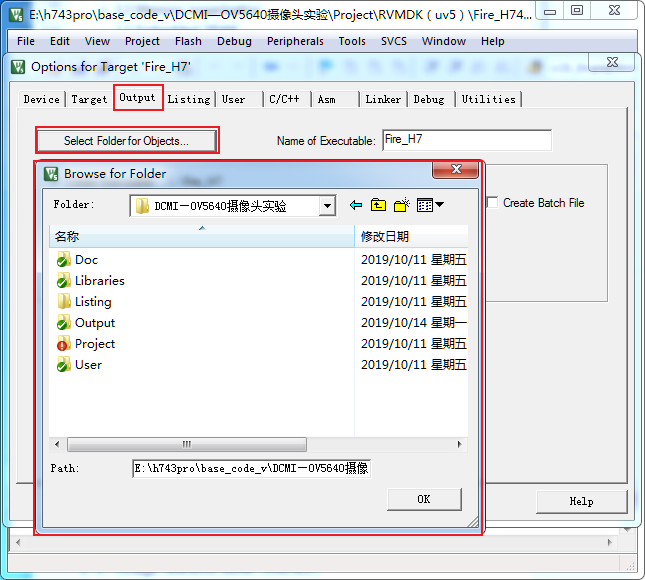 E:\h743pro\base_code_v\DCMI—OV5640摄像头实验\Project\RVMDK（uv5）\Fire_H74...
File Edit View Project Flash Debug Peripherals Tools SVCS Window Help
Options for Target 'Fire_H7'
Device Target Output Listing User C/C++ Asm Linker Debug Utilities
Select Folder for Objects... Name of Executable: Fire_H7
Browse for Folder
Folder: DCMI—OV5640摄像头实验
Create Batch File
名称 修改日期
Doc 2019/10/11 星期五
Libraries 2019/10/11 星期五
Listing 2019/10/11 星期五
Output 2019/10/14 星期一
Project 2019/10/11 星期五
User 2019/10/11 星期五
Path: E:\h743pro\base_code_v\DCMI—OV5640摄像
OK
Help